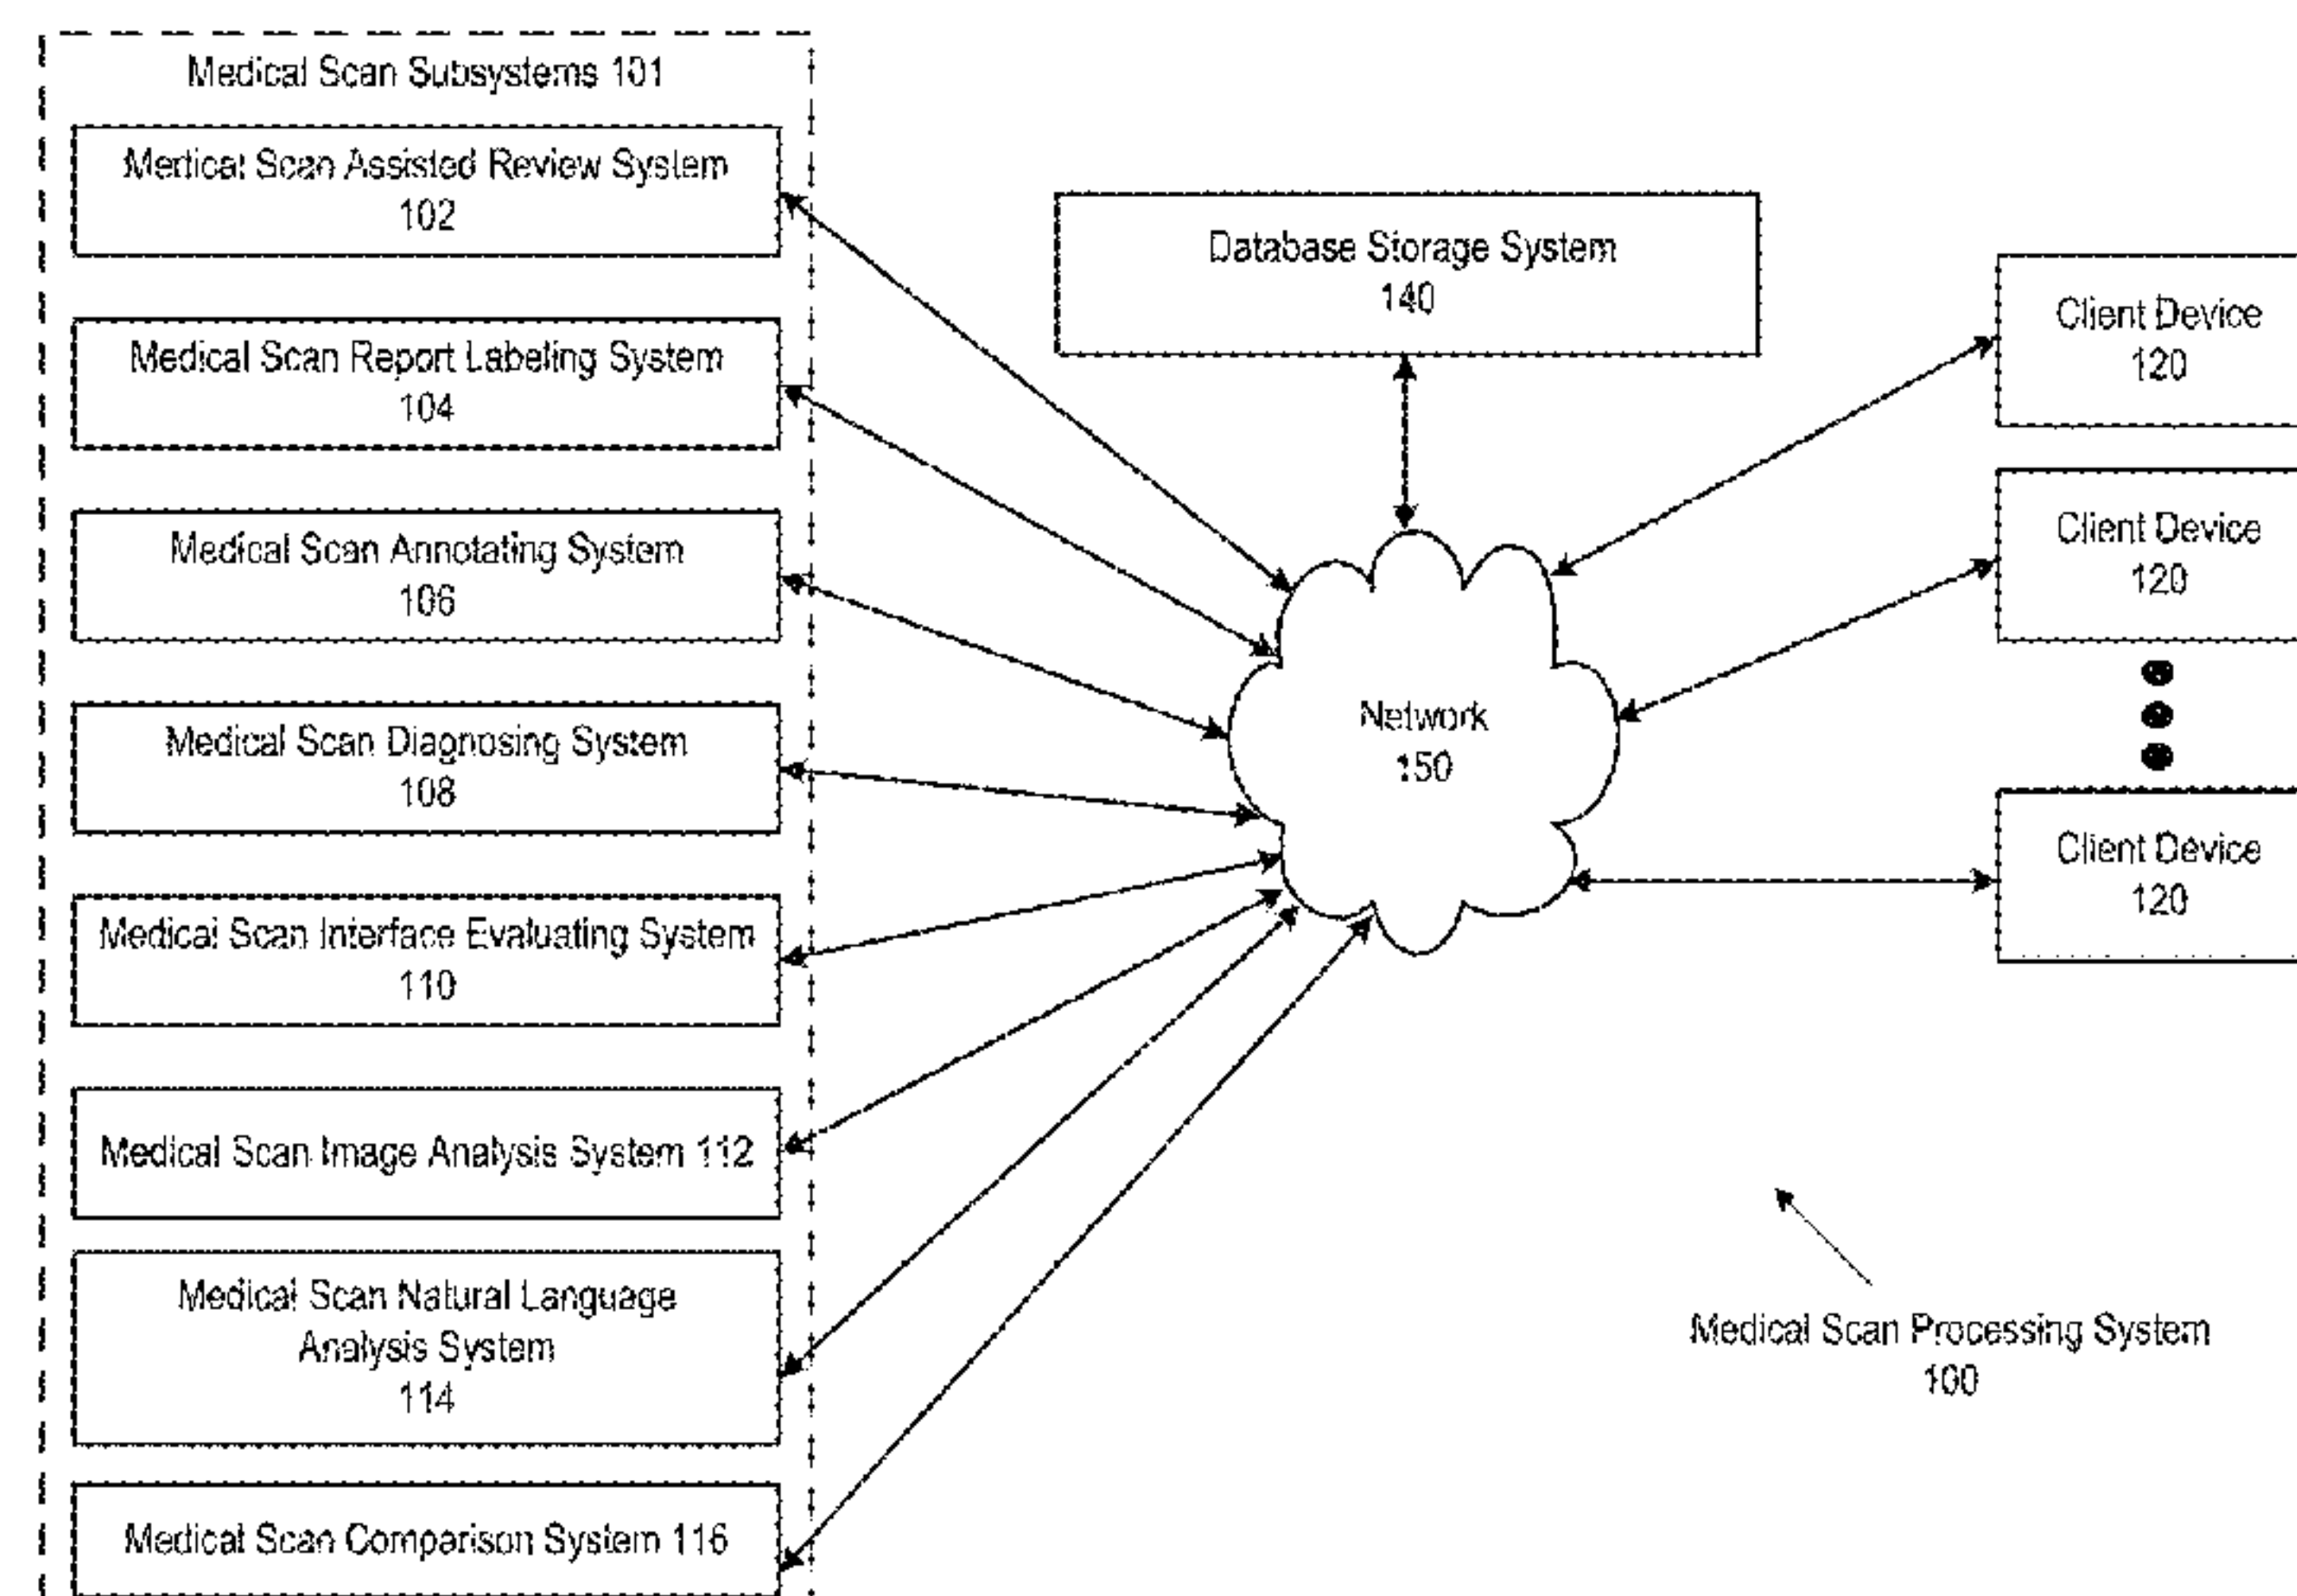 Medical Scan Subsystems 101
Medical Scan Assisted Review System
102
Medical Scan Report Labeling System
104
Medical Scan Annotating System
106
Medical Scan Diagnosing System
108
Medical Scan Interface Evaluating System
110
Medical Scan Image Analysis System 112
Medical Scan Natural Language
Analysis System
114
Medical Scan Comparison System 116
Database Storage System
140
Network
150
Client Device
120
Client Device
120
Client Device
120
Medical Scan Processing System
100